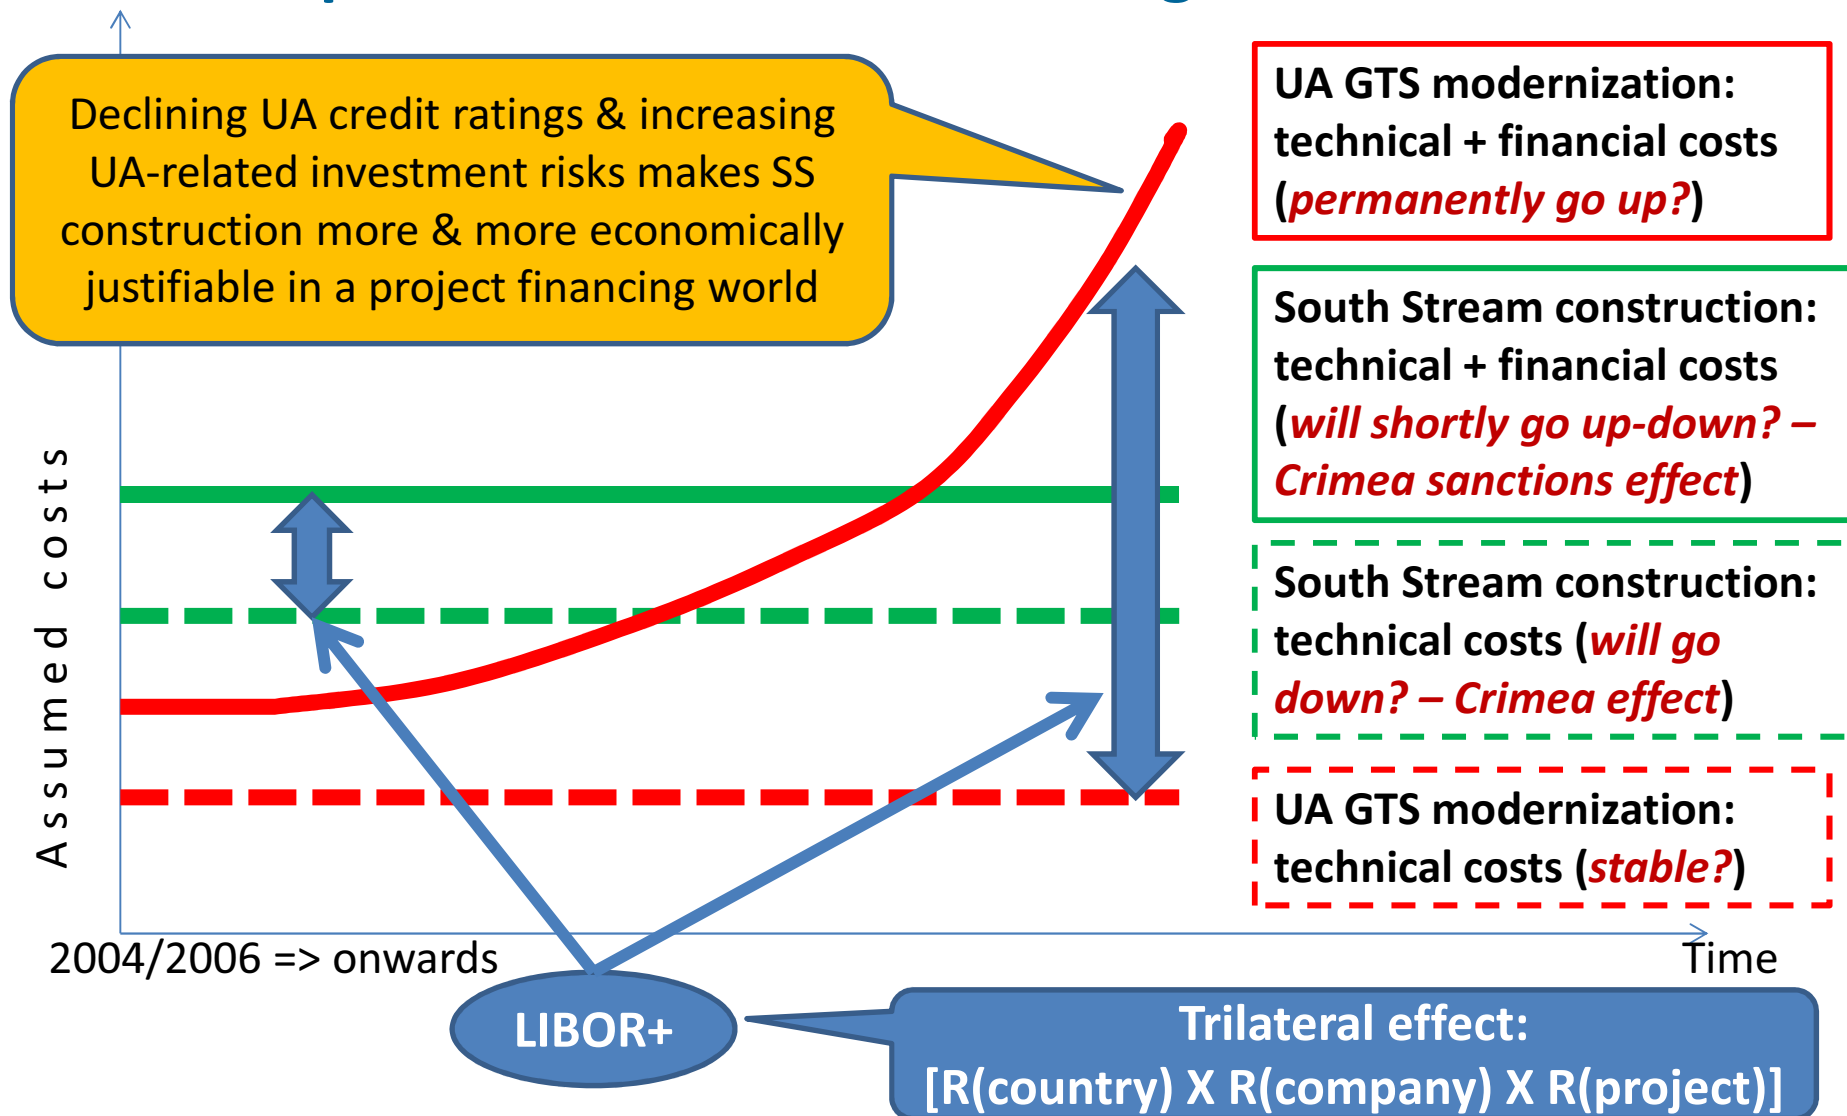 Declining UA credit ratings & increasing
UA-related investment risks makes SS
construction more & more economically
justifiable in a project financing world
UA GTS modernization:
technical + financial costs
(permanently go up?)
South Stream construction:
technical + financial costs
(will shortly go up-down? –
Crimea sanctions effect)
South Stream construction:
technical costs (will go
down? – Crimea effect)
UA GTS modernization:
technical costs (stable?)
Assumed costs
2004/2006 => onwards
Time
LIBOR+
Trilateral effect:
[R(country) X R(company) X R(project)]